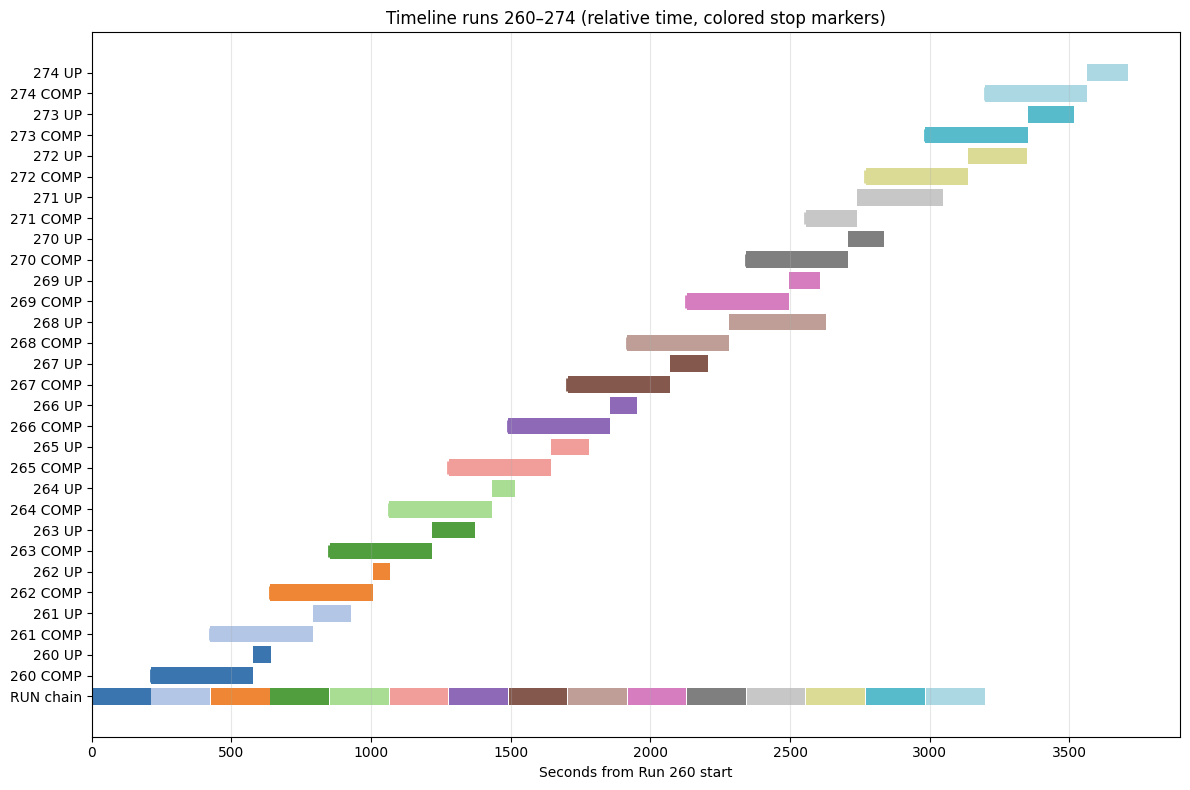 Timeline runs 260–274 (relative time, colored stop markers)
274 UP
274 COMP
273 UP
273 COMP
272 UP
272 COMP
271 UP
271 COMP
270 UP
270 COMP
269 UP
269 COMP
268 UP
268 COMP
267 UP
267 COMP
266 UP
266 COMP
265 UP
265 COMP
264 UP
264 COMP
263 UP
263 COMP
262 UP
262 COMP
261 UP
261 COMP
260 UP
260 COMP
RUN chain
0 500 1000 1500 2000 2500 3000 3500
Seconds from Run 260 start